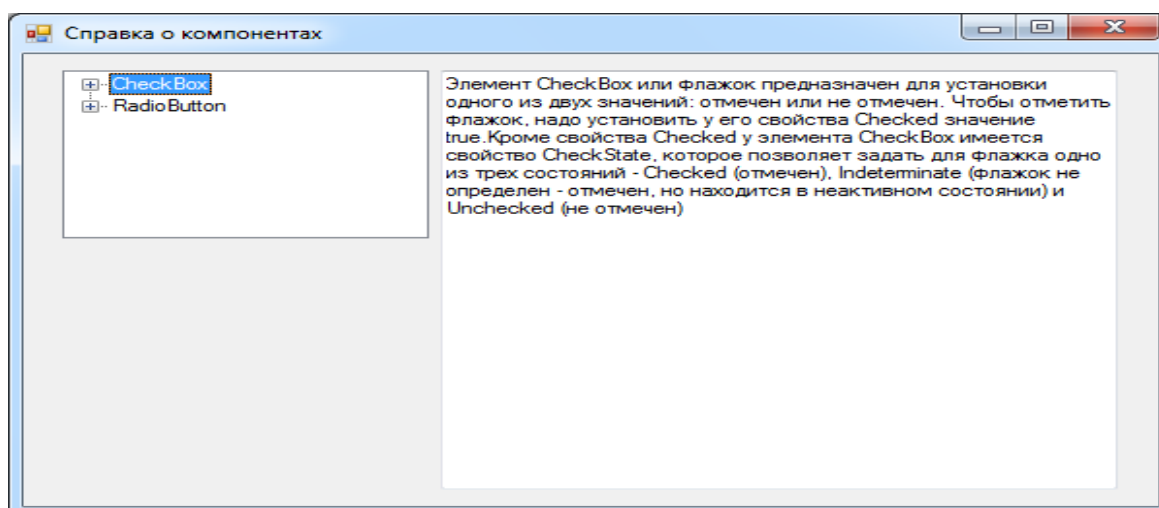 Справка о компонентах
CheckBox
RadioButton
Элемент CheckBox или флажок предназначен для установки
одного из двух значений: отмечен или не отмечен. Чтобы отметить
флажок, надо установить у его свойства Checked значение
true.Кроме свойства Checked у элемента CheckBox имеется
свойство CheckState, которое позволяет задать для флажка одно
из трех состояний - Checked (отмечен), Indeterminate (флажок не
определен - отмечен, но находится в неактивном состоянии) и
Unchecked (не отмечен)